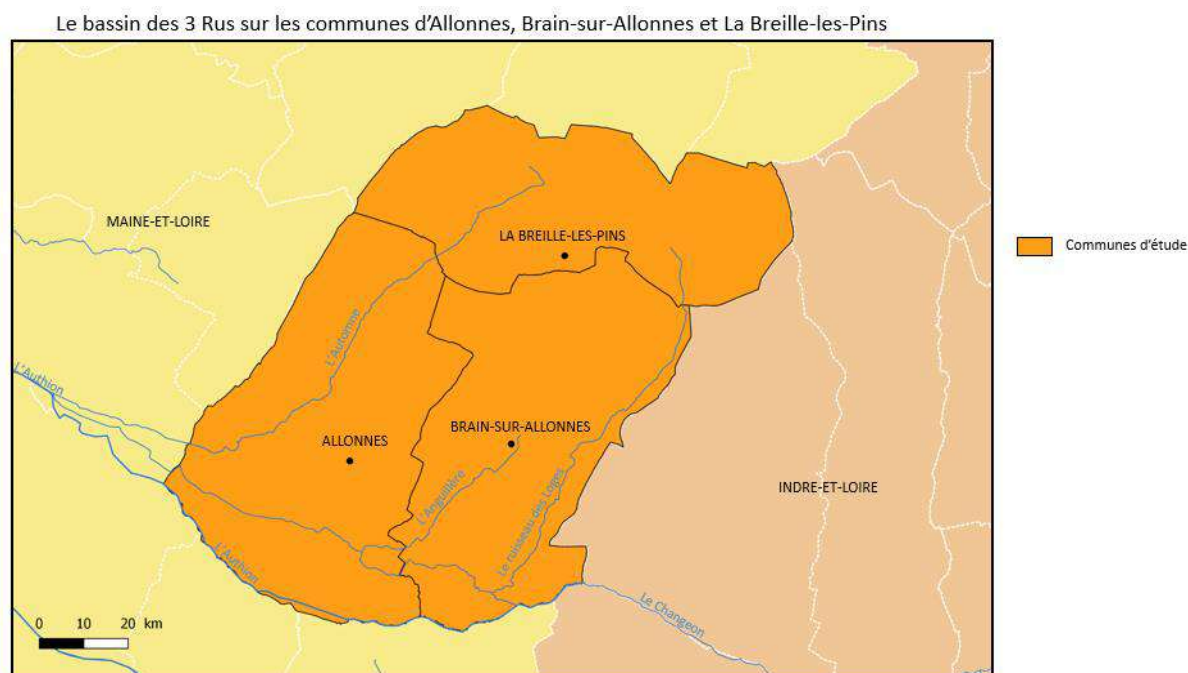 Le bassin des 3 Rus sur les communes d'Allonnes, Brain-sur-Allonnes et La Breille-les-Pins
MAINE-ET-LOIRE
LA BREILLE-LES-PINS
Communes d'étude
L'Automne
L'Authion
ALLONNES
BRAIN-SUR-ALLONNES
L'Anguillère
Le ruisseau des Loges
INDRE-ET-LOIRE
L'Authion
Le Changeon
0 10 20 km